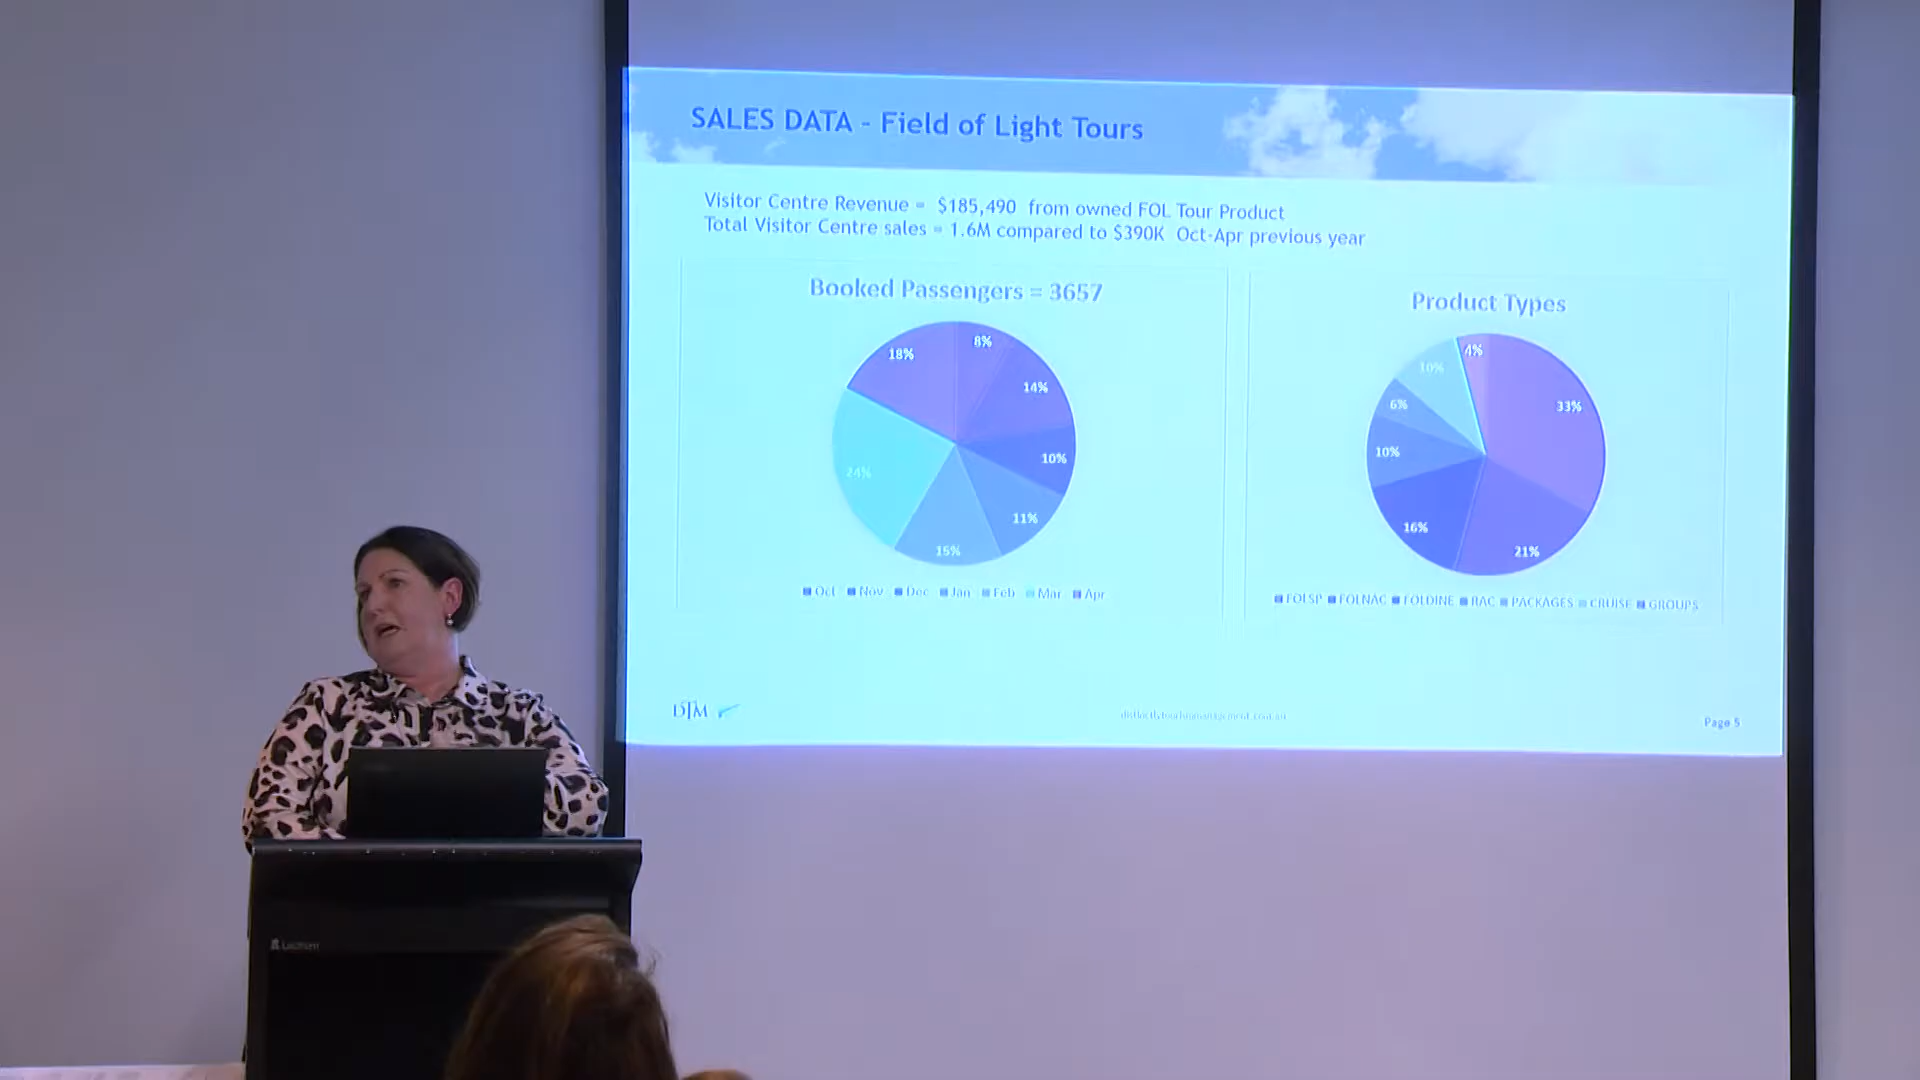 SALES DATA - Field of Light Tours
Visitor Centre Revenue = $185,490 from owned FOL Tour Product
Total Visitor Centre sales = 1.6M compared to $390K Oct-Apr previous year
Booked Passengers = 3657
18%
8%
14%
10%
11%
15%
24%
Oct Nov Dec Jan Feb Mar Apr
Product Types
4%
33%
21%
16%
10%
6%
10%
FOLSP FOLNAC FOLDINE RAC PACKAGES CRUISE GROUPS
DTM
Page 5
Lectrum